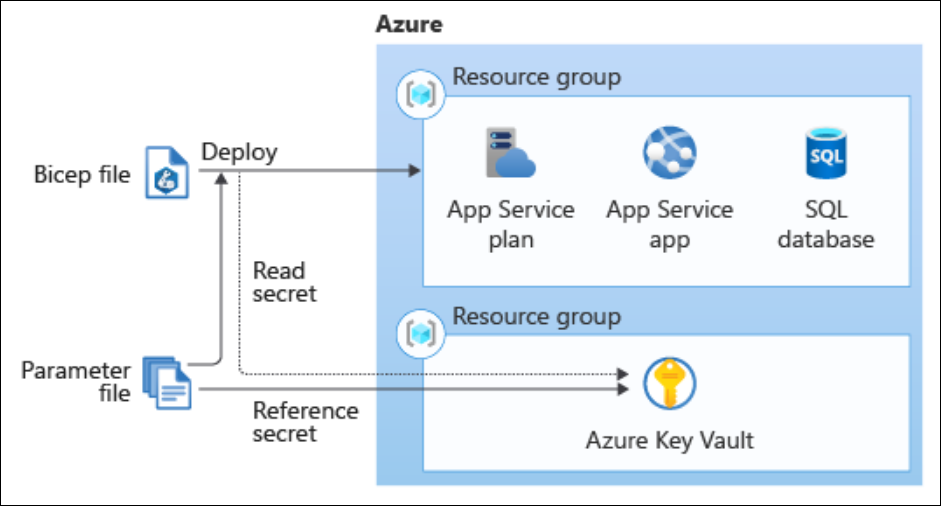 Azure
Resource group
Deploy
Bicep file
SQL
App Service
plan
App Service
app
SQL
database
Read
secret
Resource group
Parameter
file
Reference
secret
Azure Key Vault